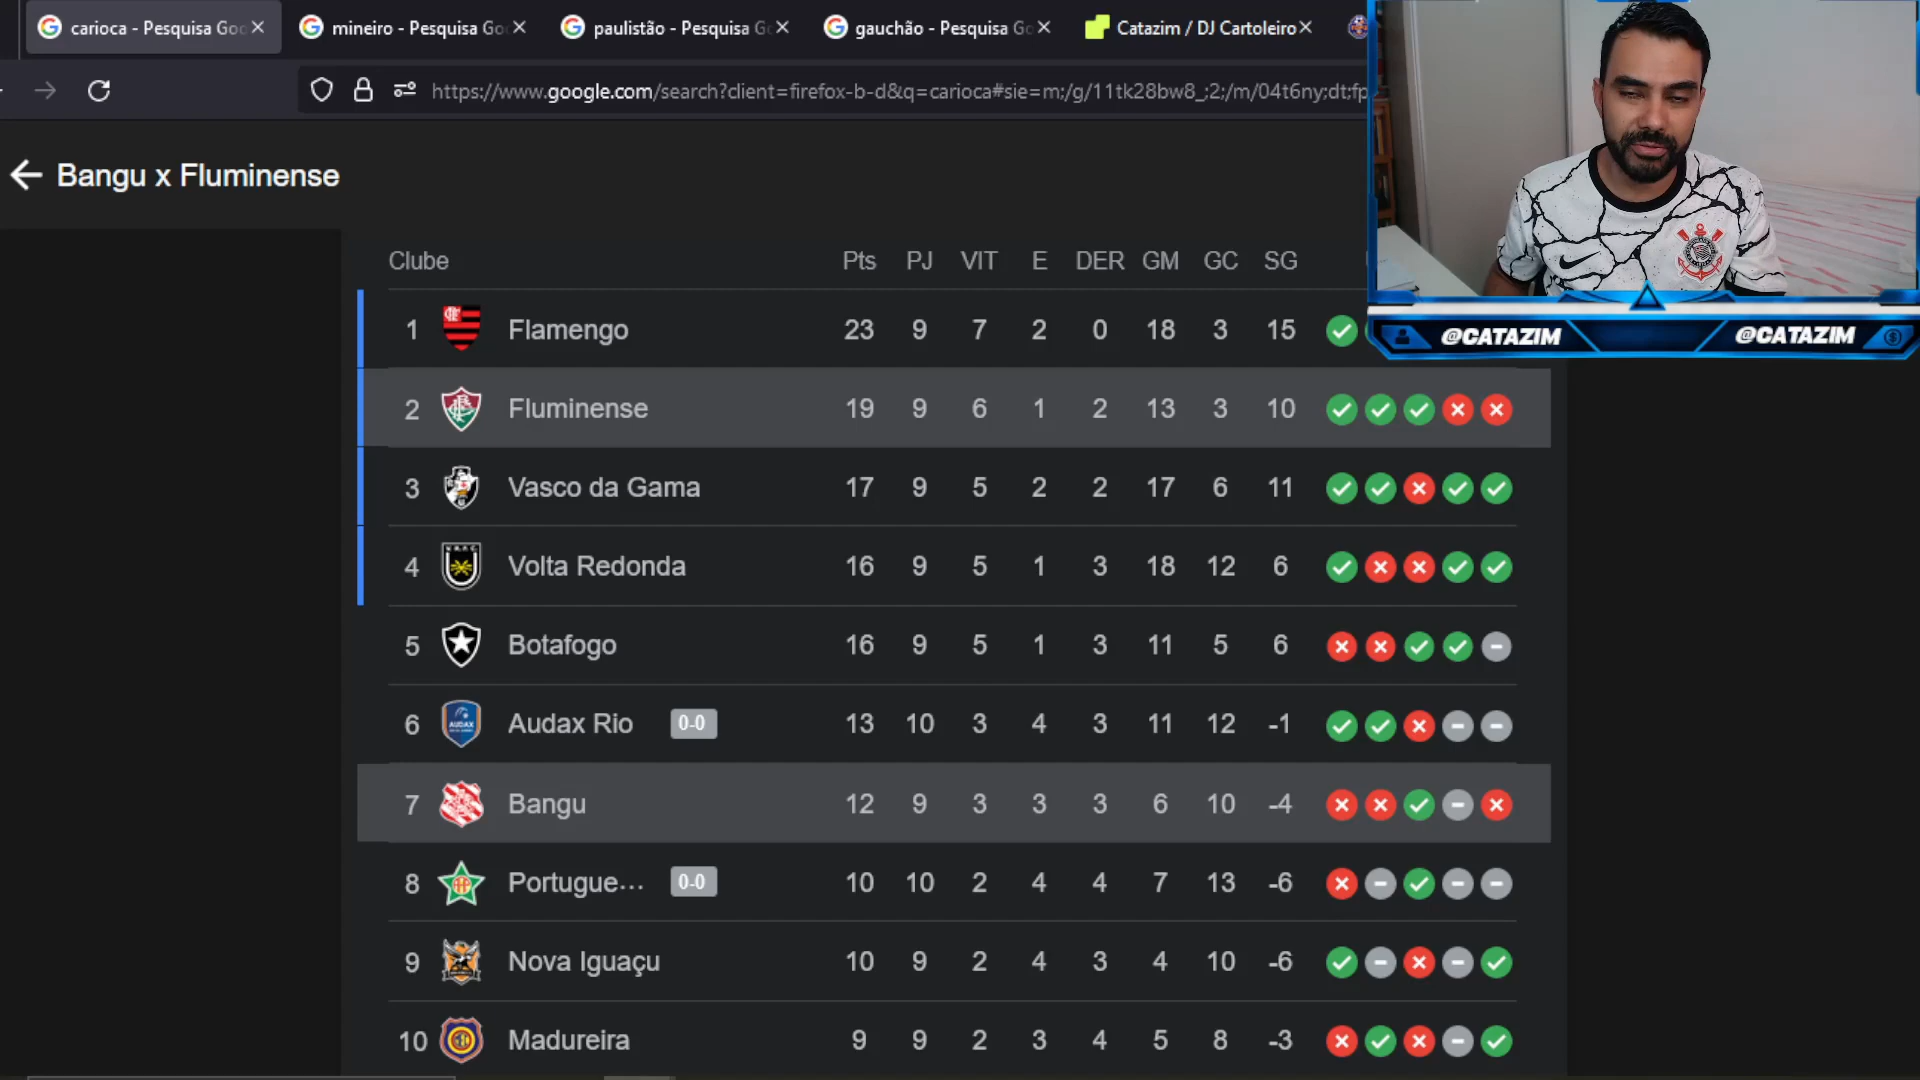 carioca - Pesquisa Goo
mineiro - Pesquisa Go
paulistão - Pesquisa G
gauchão - Pesquisa Go
Catazim / DJ Cartoleiro
https://www.google.com/search?client=firefox-b-d&q=carioca#sie=m;/g/11tk28bw8_;2;/m/04t6ny;dt;fp
Bangu x Fluminense
Clube Pts PJ VIT E DER GM GC SG
1 Flamengo 23 9 7 2 0 18 3 15
2 Fluminense 19 9 6 1 2 13 3 10
3 Vasco da Gama 17 9 5 2 2 17 6 11
4 Volta Redonda 16 9 5 1 3 18 12 6
5 Botafogo 16 9 5 1 3 11 5 6
6 Audax Rio 0-0 13 10 3 4 3 11 12 -1
7 Bangu 12 9 3 3 3 6 10 -4
8 Portugue... 0-0 10 10 2 4 4 7 13 -6
9 Nova Iguaçu 10 9 2 4 3 4 10 -6
10 Madureira 9 9 2 3 4 5 8 -3
@CATAZIM @CATAZIM